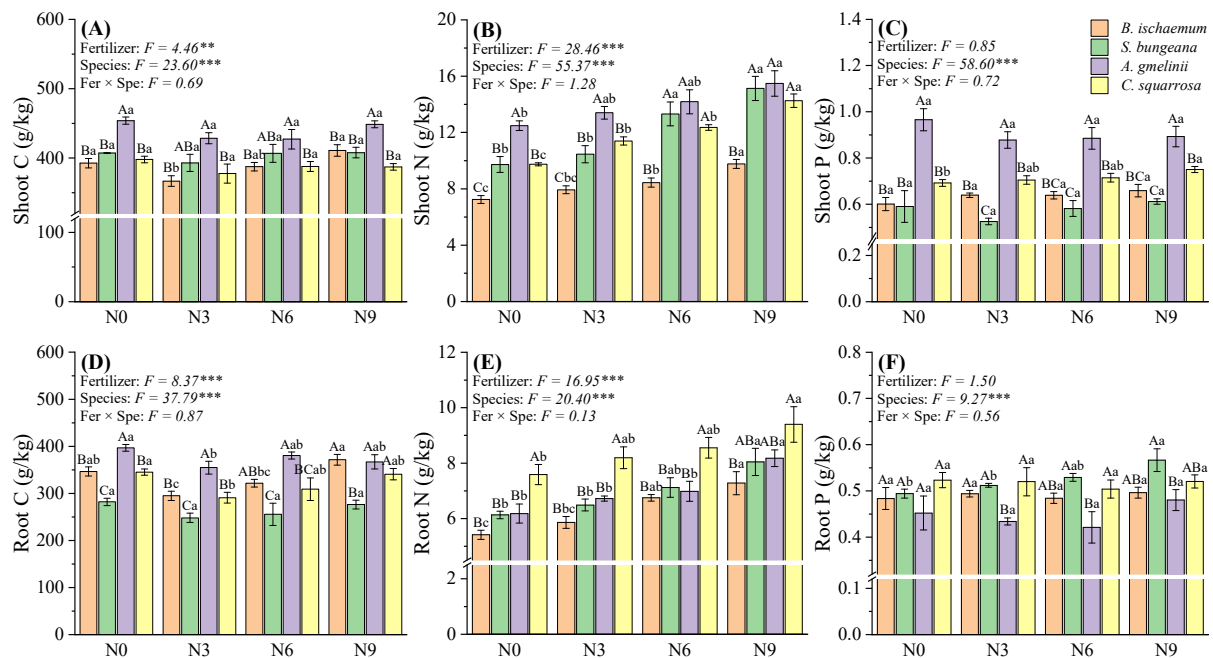 (A)
Fertilizer: F = 4.46**
Species: F = 23.60***
Fer × Spe: F = 0.69
Shoot C (g/kg)
600
500
400
100
0
Ba Ba Aa Ba
Bb Ba Aa Ba
Bab ABa Aa Ba
Ba Ba Aa Ba
N0 N3 N6 N9
(B)
Fertilizer: F = 28.46***
Species: F = 55.37***
Fer × Spe: F = 1.28
Shoot N (g/kg)
20
16
12
8
4
0
Cc Bb Ab Bc
Cbc Bb Aab Bb
Bb Aa Aa Ab
Ba Aa Aa Aa
N0 N3 N6 N9
(C)
Fertilizer: F = 0.85
Species: F = 58.60***
Fer × Spe: F = 0.72
Shoot P (g/kg)
1.4
1.2
1.0
0.8
0.6
0.2
0.0
Ba Ba Aa Bb
Ba Ca Aa Bab
BCa Ca Aa Bab
BCa Ca Aa Ba
N0 N3 N6 N9
B. ischaemum
S. bungeana
A. gmelinii
C. squarrosa
(D)
Fertilizer: F = 8.37***
Species: F = 37.79***
Fer × Spe: F = 0.87
Root C (g/kg)
600
500
400
350
300
250
100
0
Bab Ca Aa Ba
Bc Ca Ab Bb
ABbc Ca Aab BCab
Aa Ba Aab Aab
N0 N3 N6 N9
(E)
Fertilizer: F = 16.95***
Species: F = 20.40***
Fer × Spe: F = 0.13
Root N (g/kg)
12
10
8
6
2
0
Bc Bb Bb Ab
Bbc Bb Bab Aab
Bab Bab Bab Aab
Ba ABa ABa Aa
N0 N3 N6 N9
(F)
Fertilizer: F = 1.50
Species: F = 9.27***
Fer × Spe: F = 0.56
Root P (g/kg)
0.8
0.7
0.6
0.5
0.4
0.1
0.0
Aa Ab Aa Aa
Aa Ab Ba Aa
ABa Aab Ba Aa
Ba Aa Ba ABa
N0 N3 N6 N9